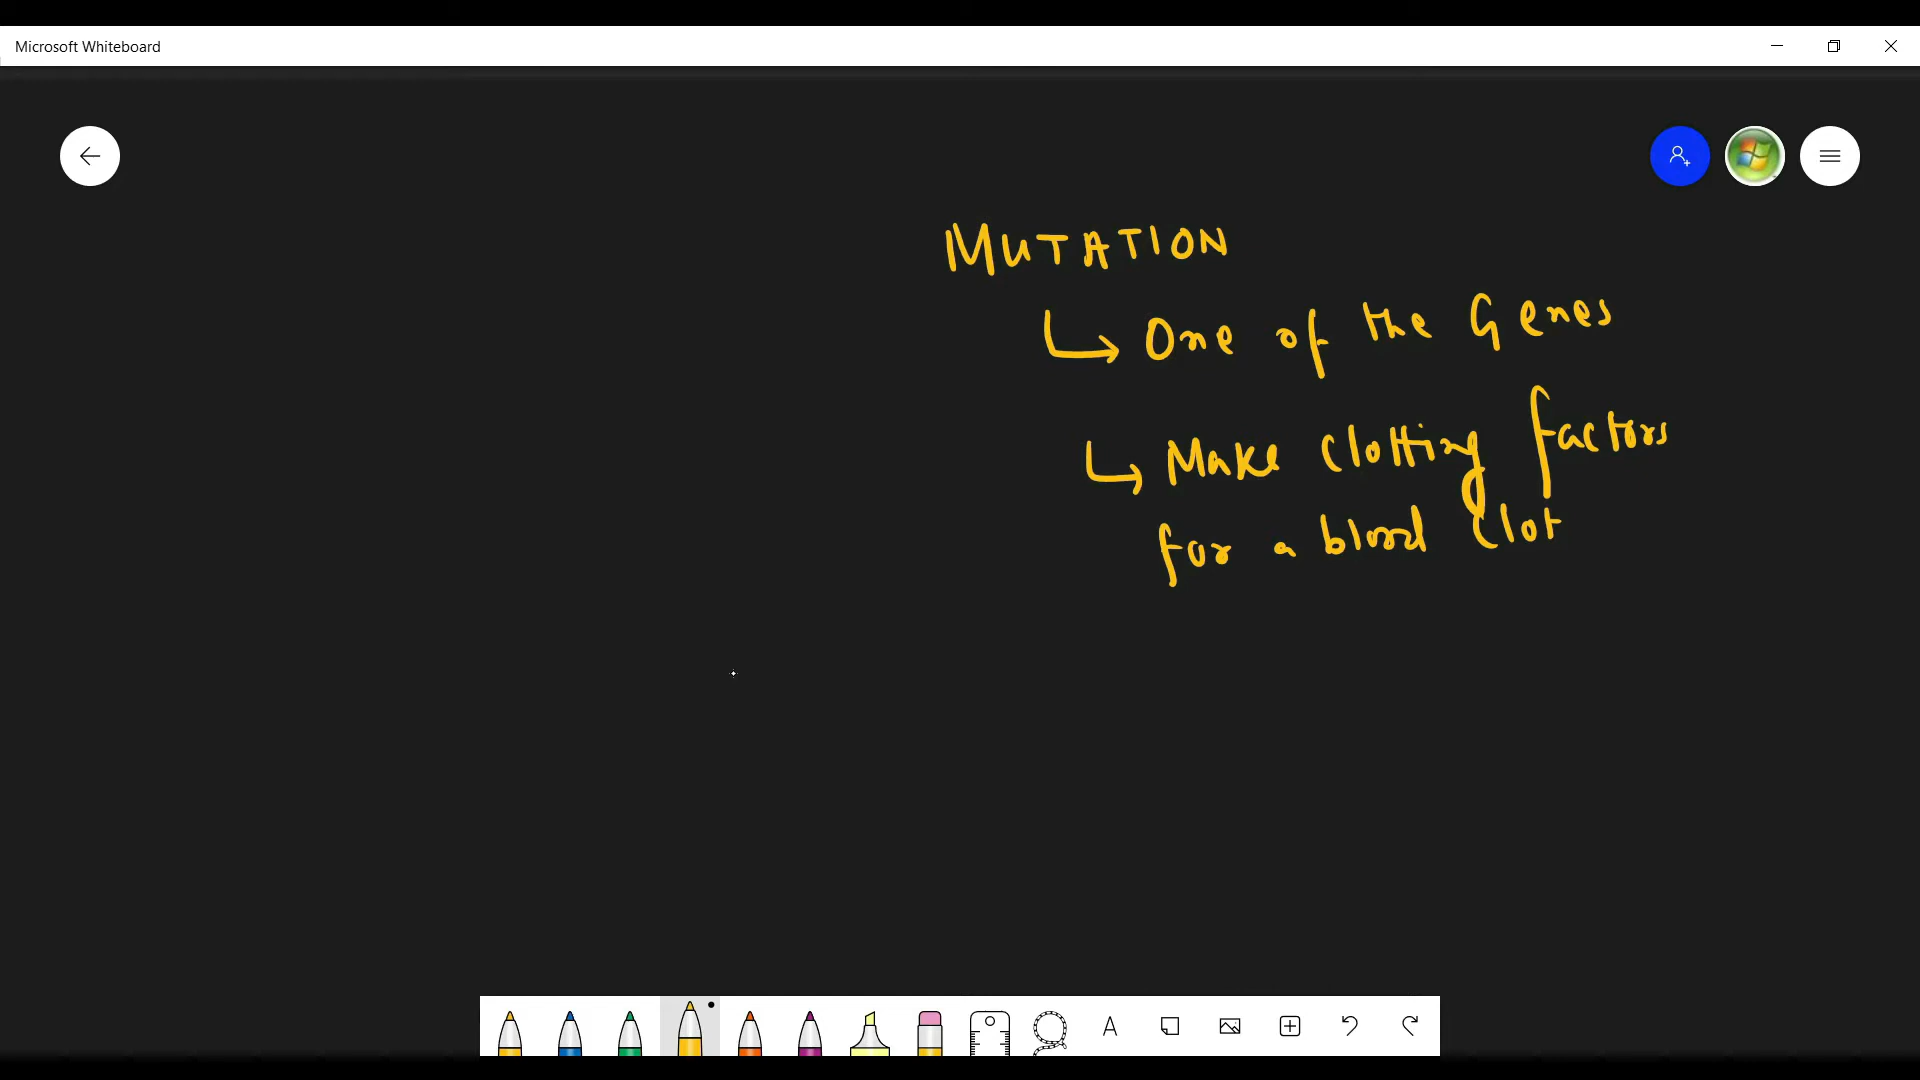 Microsoft Whiteboard
MUTATION
One of the Genes
Make clotting factors
for a blood clot